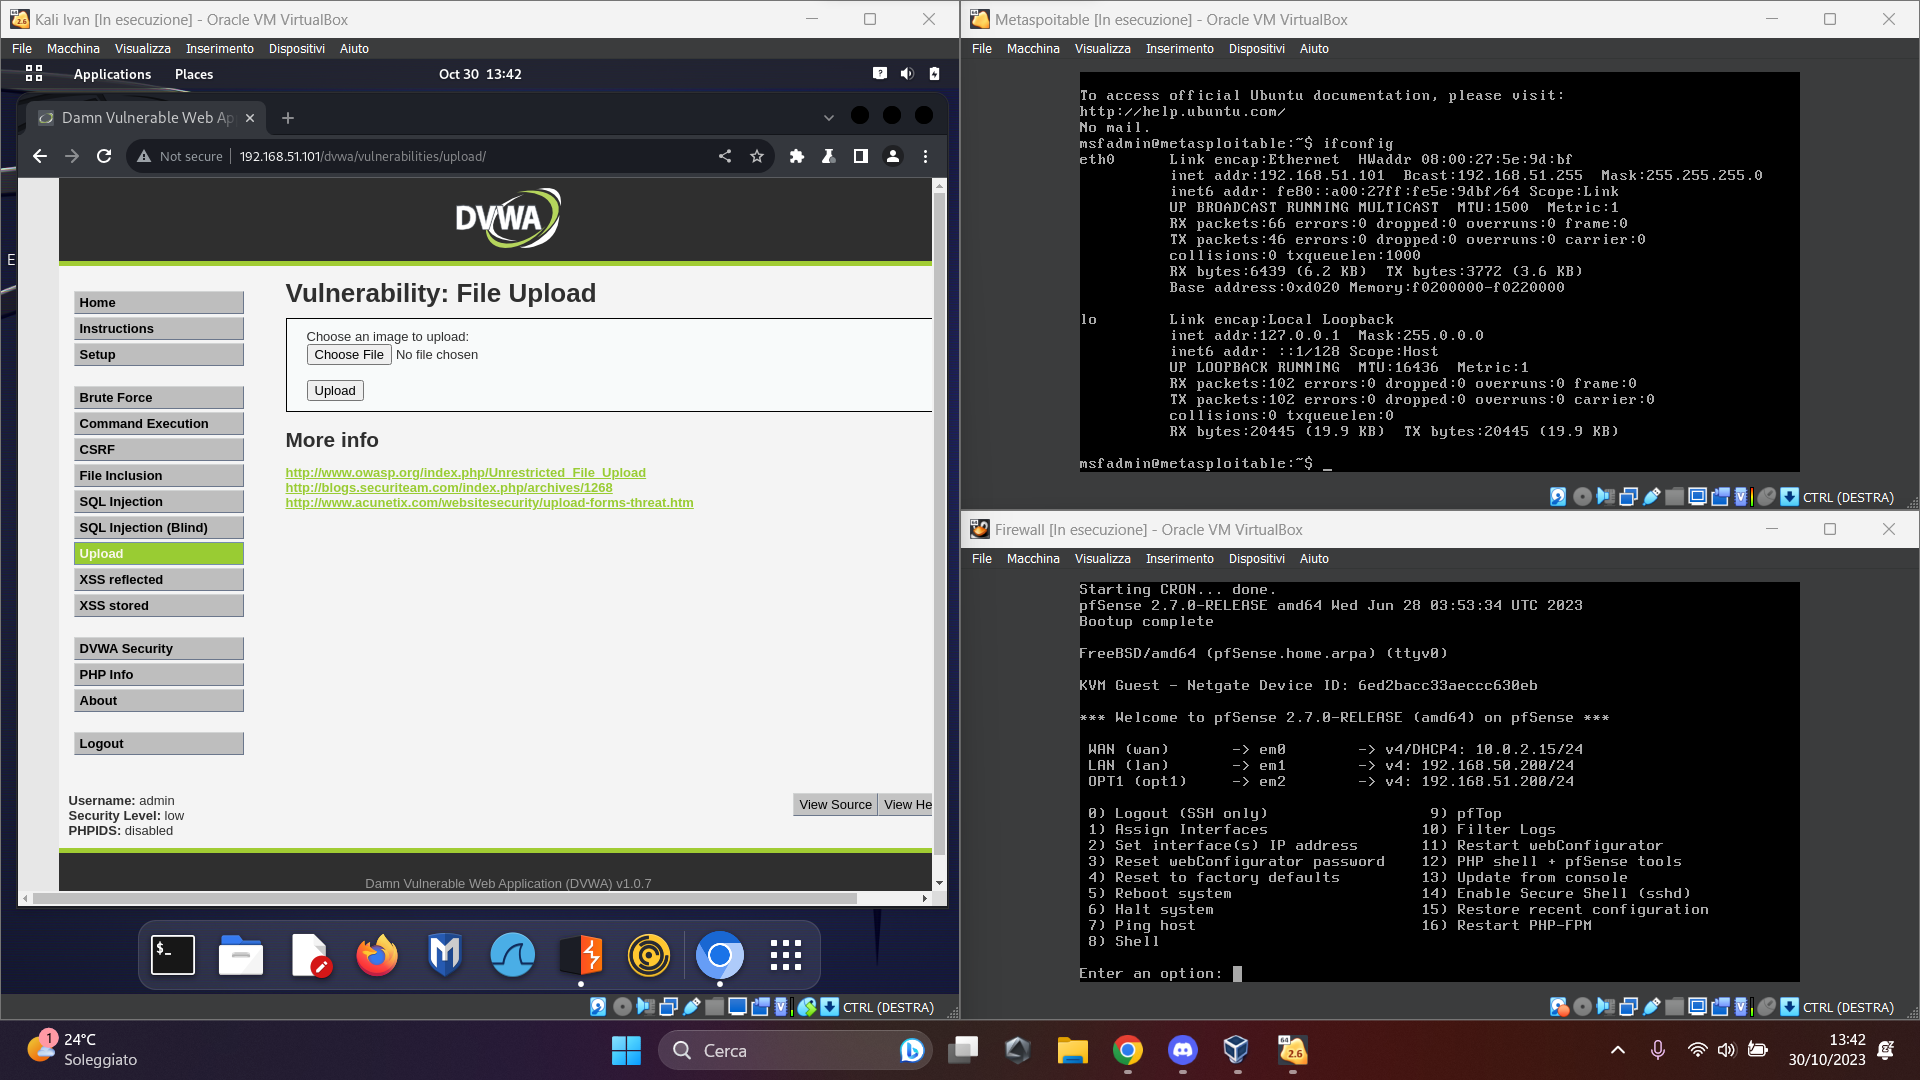 Kali Ivan [In esecuzione] - Oracle VM VirtualBox
File Macchina Visualizza Inserimento Dispositivi Aiuto
Applications Places Oct 30 13:42
Damn Vulnerable Web Ap
Not secure 192.168.51.101/dvwa/vulnerabilities/upload/
E
DVWA
Home
Instructions
Setup
Brute Force
Command Execution
CSRF
File Inclusion
SQL Injection
SQL Injection (Blind)
Upload
XSS reflected
XSS stored
DVWA Security
PHP Info
About
Logout
Vulnerability: File Upload
Choose an image to upload:
Choose File No file chosen
Upload
More info
http://www.owasp.org/index.php/Unrestricted_File_Upload
http://blogs.securiteam.com/index.php/archives/1268
http://www.acunetix.com/websitesecurity/upload-forms-threat.htm
Username: admin
Security Level: low
PHPIDS: disabled
View Source View He
Damn Vulnerable Web Application (DVWA) v1.0.7
CTRL (DESTRA)
Metaspoitable [In esecuzione] - Oracle VM VirtualBox
File Macchina Visualizza Inserimento Dispositivi Aiuto
To access official Ubuntu documentation, please visit:
http://help.ubuntu.com/
No mail.
msfadmin@metasploitable:~$ ifconfig
eth0 Link encap:Ethernet HWaddr 08:00:27:5e:9d:bf
inet addr:192.168.51.101 Bcast:192.168.51.255 Mask:255.255.255.0
inet6 addr: fe80::a00:27ff:fe5e:9dbf/64 Scope:Link
UP BROADCAST RUNNING MULTICAST MTU:1500 Metric:1
RX packets:66 errors:0 dropped:0 overruns:0 frame:0
TX packets:46 errors:0 dropped:0 overruns:0 carrier:0
collisions:0 txqueuelen:1000
RX bytes:6439 (6.2 KB) TX bytes:3772 (3.6 KB)
Base address:0xd020 Memory:f0200000-f0220000
lo Link encap:Local Loopback
inet addr:127.0.0.1 Mask:255.0.0.0
inet6 addr: ::1/128 Scope:Host
UP LOOPBACK RUNNING MTU:16436 Metric:1
RX packets:102 errors:0 dropped:0 overruns:0 frame:0
TX packets:102 errors:0 dropped:0 overruns:0 carrier:0
collisions:0 txqueuelen:0
RX bytes:20445 (19.9 KB) TX bytes:20445 (19.9 KB)
msfadmin@metasploitable:~$ _
CTRL (DESTRA)
Firewall [In esecuzione] - Oracle VM VirtualBox
File Macchina Visualizza Inserimento Dispositivi Aiuto
Starting CRON... done.
pfSense 2.7.0-RELEASE amd64 Wed Jun 28 03:53:34 UTC 2023
Bootup complete
FreeBSD/amd64 (pfSense.home.arpa) (ttyv0)
KVM Guest - Netgate Device ID: 6ed2bacc33aeccc630eb
*** Welcome to pfSense 2.7.0-RELEASE (amd64) on pfSense ***
WAN (wan) -> em0 -> v4/DHCP4: 10.0.2.15/24
LAN (lan) -> em1 -> v4: 192.168.50.200/24
OPT1 (opt1) -> em2 -> v4: 192.168.51.200/24
0) Logout (SSH only) 9) pfTop
1) Assign Interfaces 10) Filter Logs
2) Set interface(s) IP address 11) Restart webConfigurator
3) Reset webConfigurator password 12) PHP shell + pfSense tools
4) Reset to factory defaults 13) Update from console
5) Reboot system 14) Enable Secure Shell (sshd)
6) Halt system 15) Restore recent configuration
7) Ping host 16) Restart PHP-FPM
8) Shell
Enter an option:
CTRL (DESTRA)
1
24°C
Soleggiato
Cerca
64
2.6
13:42
30/10/2023